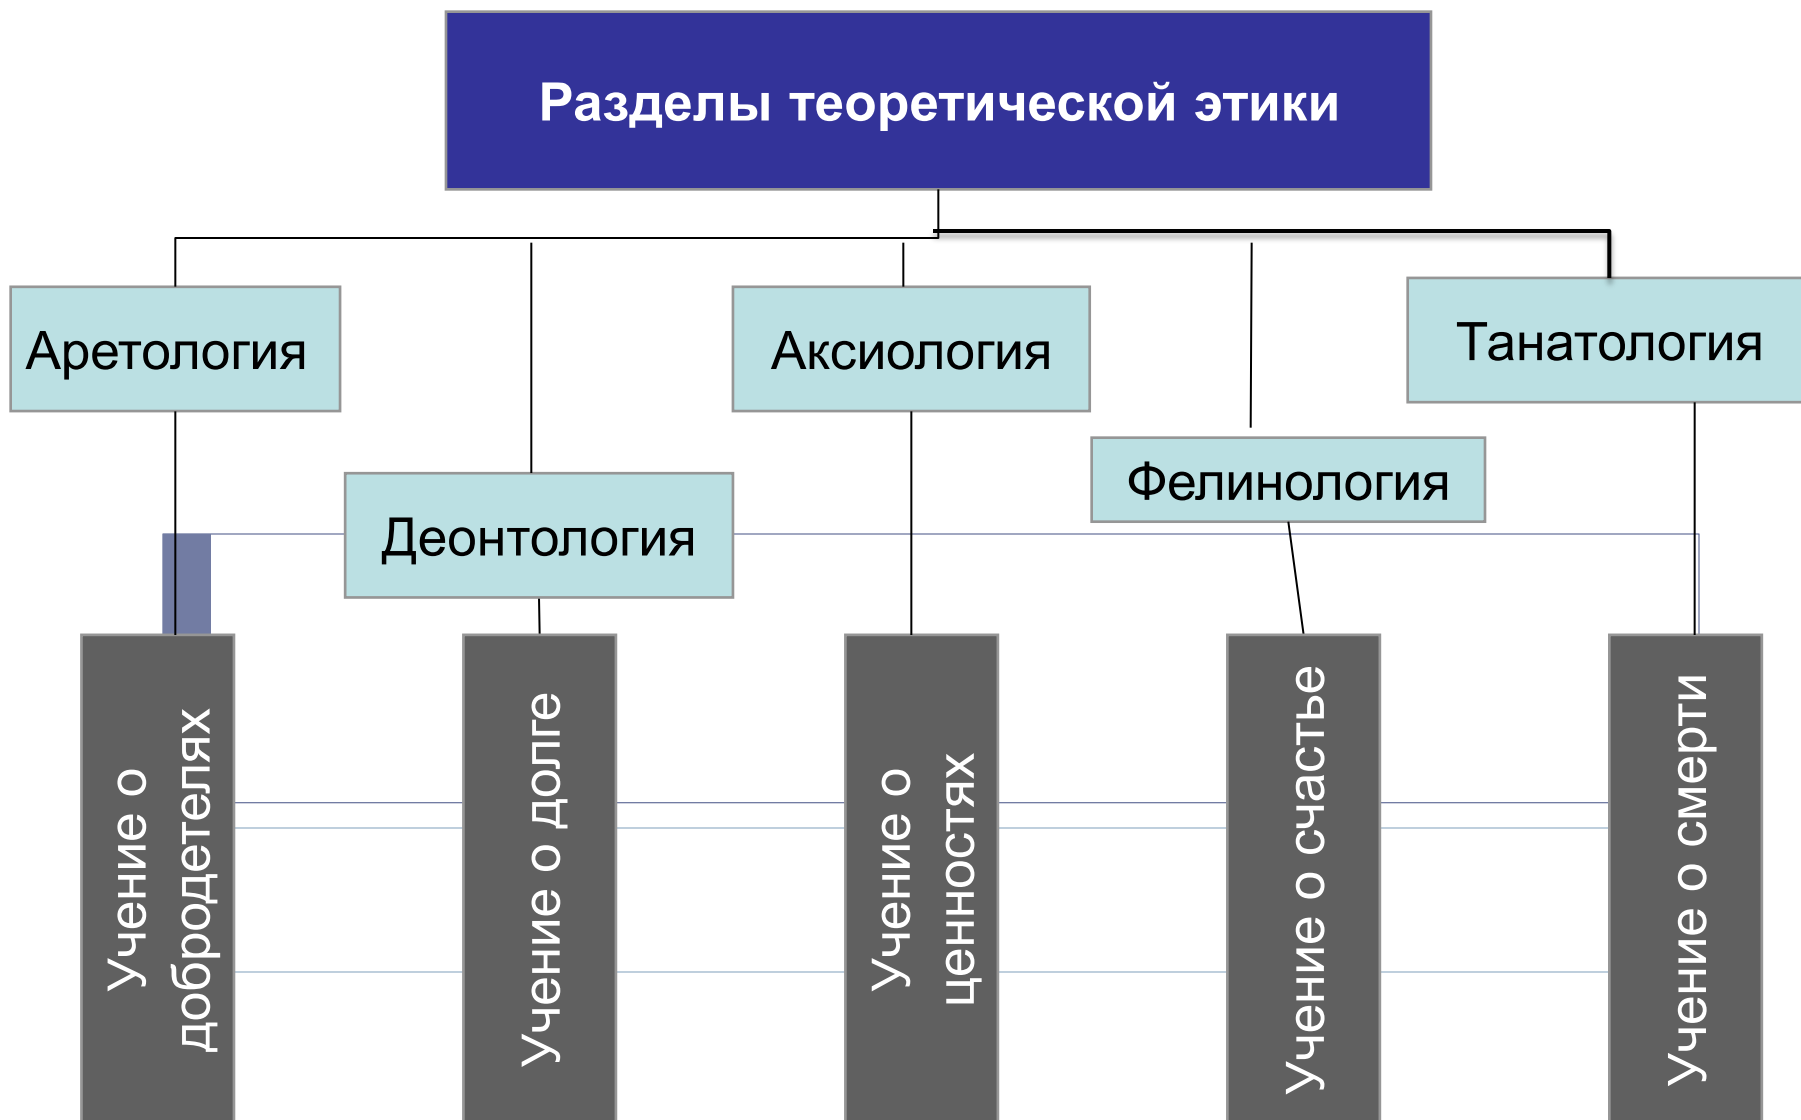 Разделы теоретической этики
Аретология
Аксиология
Танатология
Фелинология
Деонтология
Учение о
добродетелях
Учение о долге
Учение о
ценностях
Учение о счастье
Учение о смерти